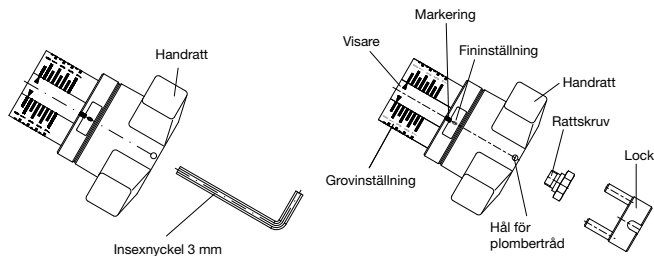 Markering
Visare
Fininställning
Handratt
Handratt
Rattskruv
Lock
Grovinställning
Hål för
plombertråd
Insexnyckel 3 mm